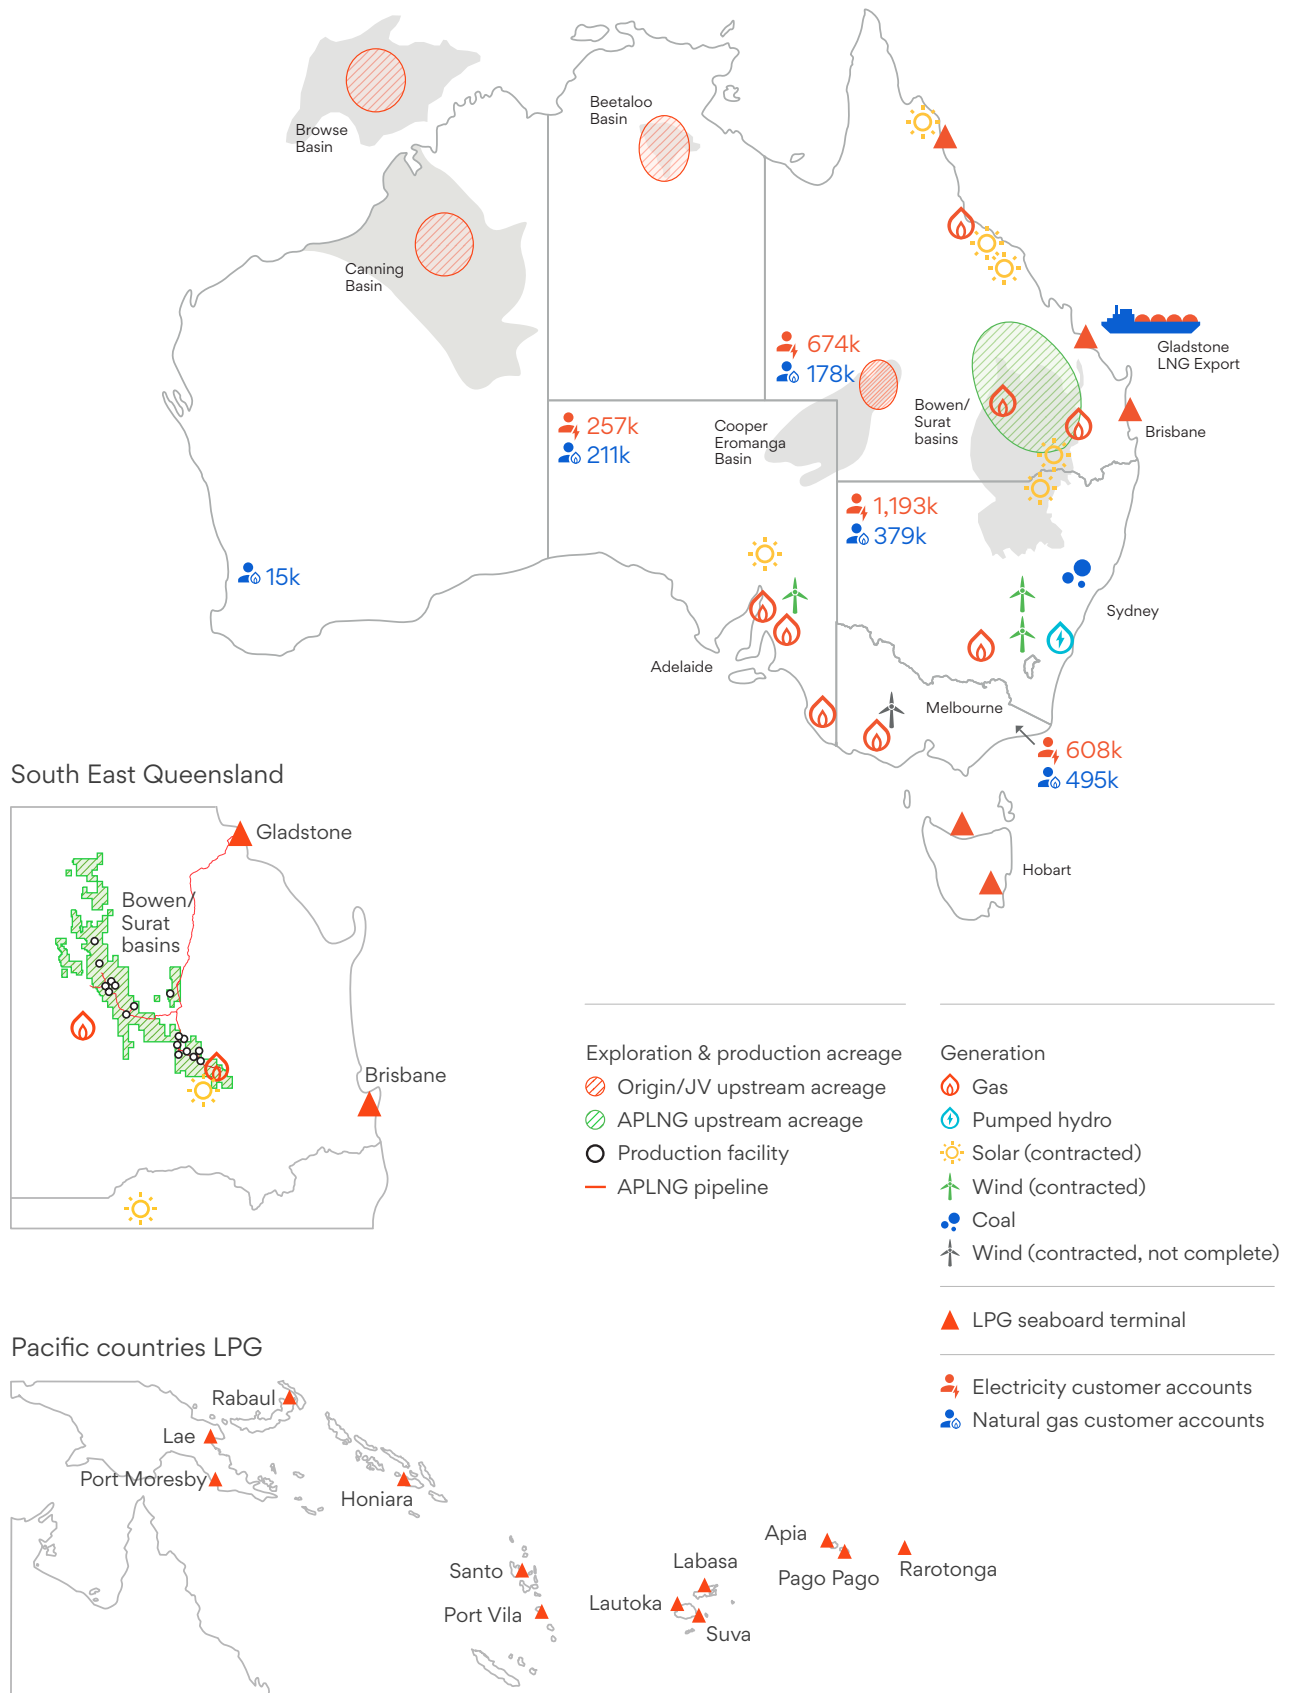 Browse
Basin
Beetaloo
Basin
Canning
Basin
674k
178k
Gladstone
LNG Export
257k
211k
Cooper
Eromanga
Basin
Bowen/
Surat
basins
Brisbane
1,193k
379k
15k
Sydney
Adelaide
Melbourne
608k
495k
Hobart
South East Queensland
Gladstone
Bowen/
Surat
basins
Brisbane
Exploration & production acreage
Origin/JV upstream acreage
APLNG upstream acreage
Production facility
APLNG pipeline
Generation
Gas
Pumped hydro
Solar (contracted)
Wind (contracted)
Coal
Wind (contracted, not complete)
LPG seaboard terminal
Electricity customer accounts
Natural gas customer accounts
Pacific countries LPG
Rabaul
Lae
Port Moresby
Honiara
Apia
Pago Pago
Rarotonga
Labasa
Santo
Lautoka
Port Vila
Suva